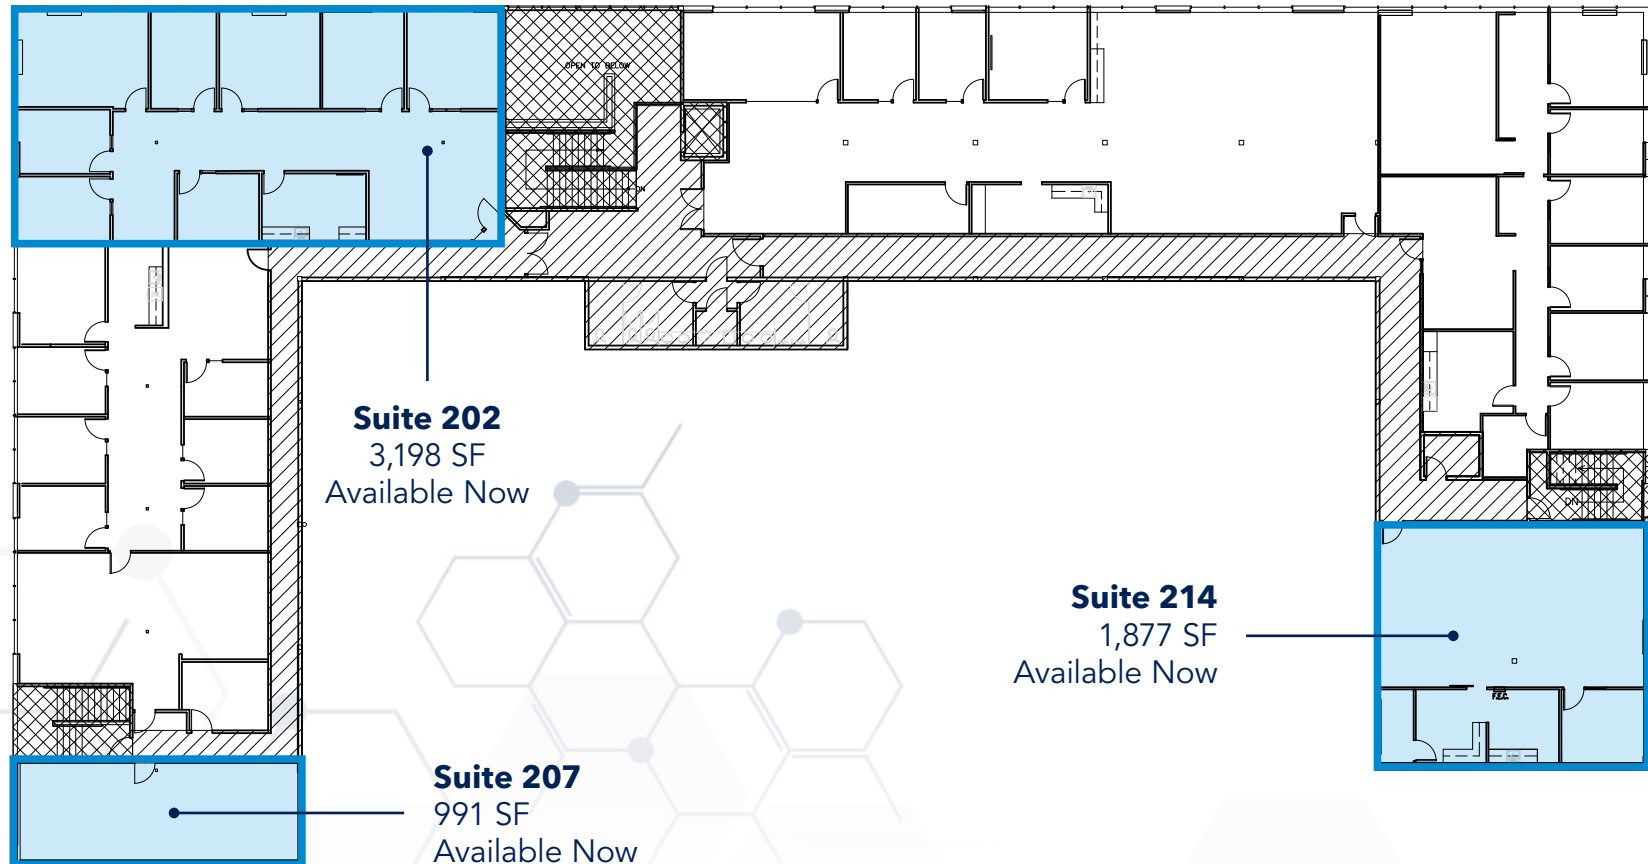 OPEN TO BELOW
DN
Suite 202
3,198 SF
Available Now
DN
Suite 214
1,877 SF
Available Now
F.E.C.
Suite 207
991 SF
Available Now